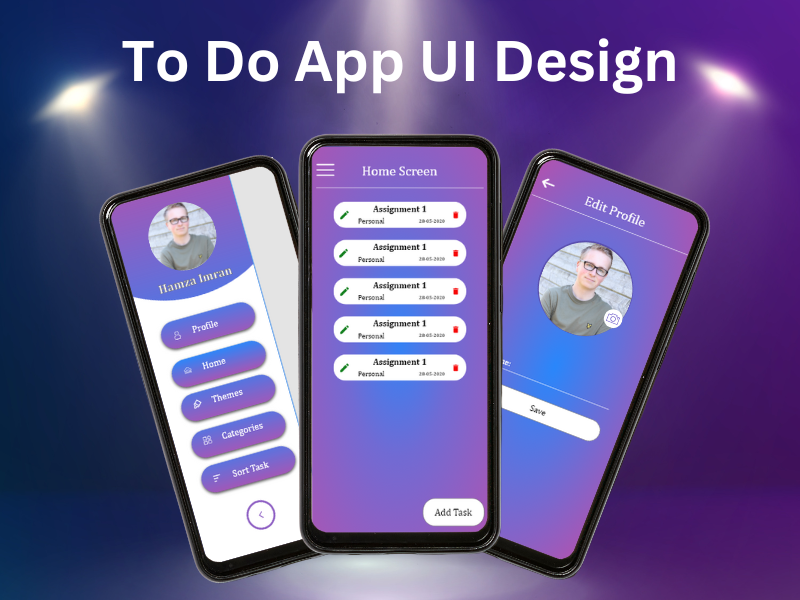 To Do App UI Design
Hamza Imran
Profile
Home
Themes
Categories
Sort Task
Home Screen
Assignment 1
Personal 28-05-2020
Assignment 1
Personal 28-05-2020
Assignment 1
Personal 28-05-2020
Assignment 1
Personal 28-05-2020
Assignment 1
Personal 28-05-2020
Add Task
Edit Profile
Save